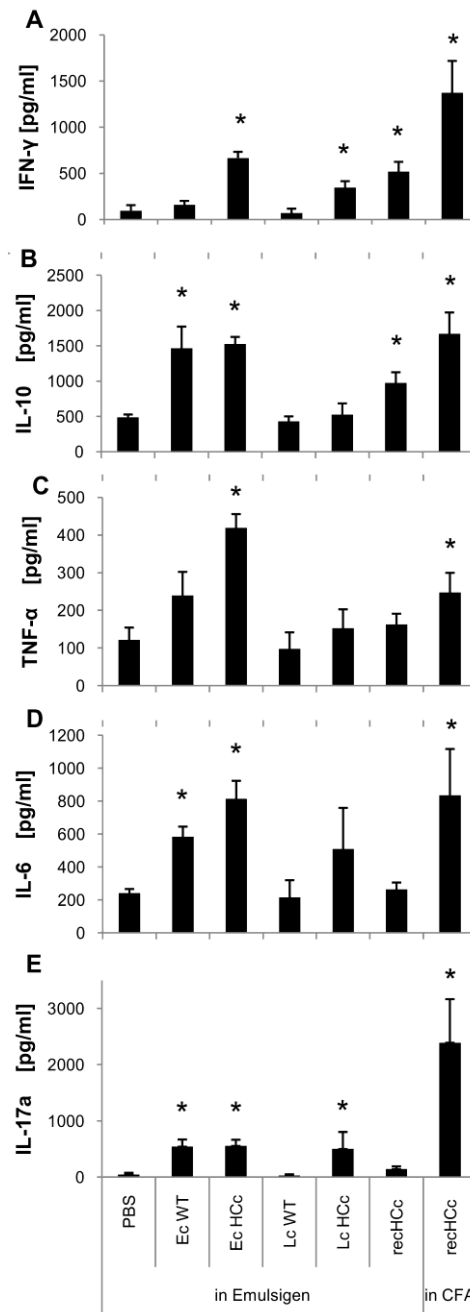 A
IFN-γ [pg/ml]
2000
1500
1000
500
0
* * * *
B
IL-10 [pg/ml]
2500
2000
1500
1000
500
0
* * * *
C
TNF-α [pg/ml]
500
400
300
200
100
0
* *
D
IL-6 [pg/ml]
1200
1000
800
600
400
200
0
* * *
E
IL-17a [pg/ml]
3000
2000
1000
0
* * * *
PBS
Ec WT
Ec HCc
Lc WT
Lc HCc
recHCc
recHCc
in Emulsigen
in CFA